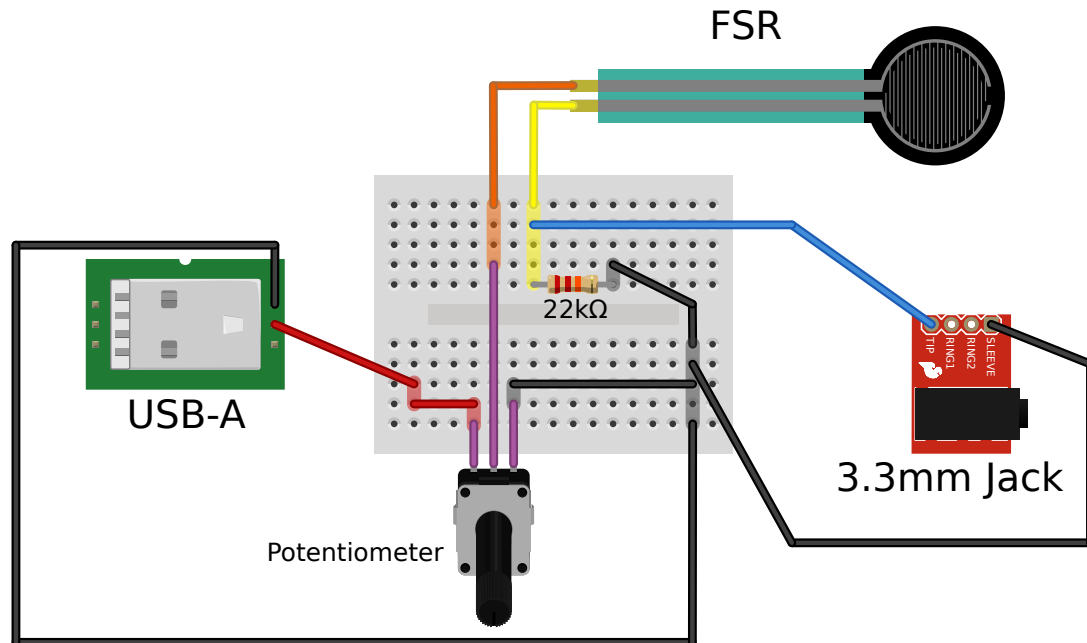 FSR
22kΩ
USB-A
TIP
RING1
RING2
SLEEVE
3.3mm Jack
Potentiometer